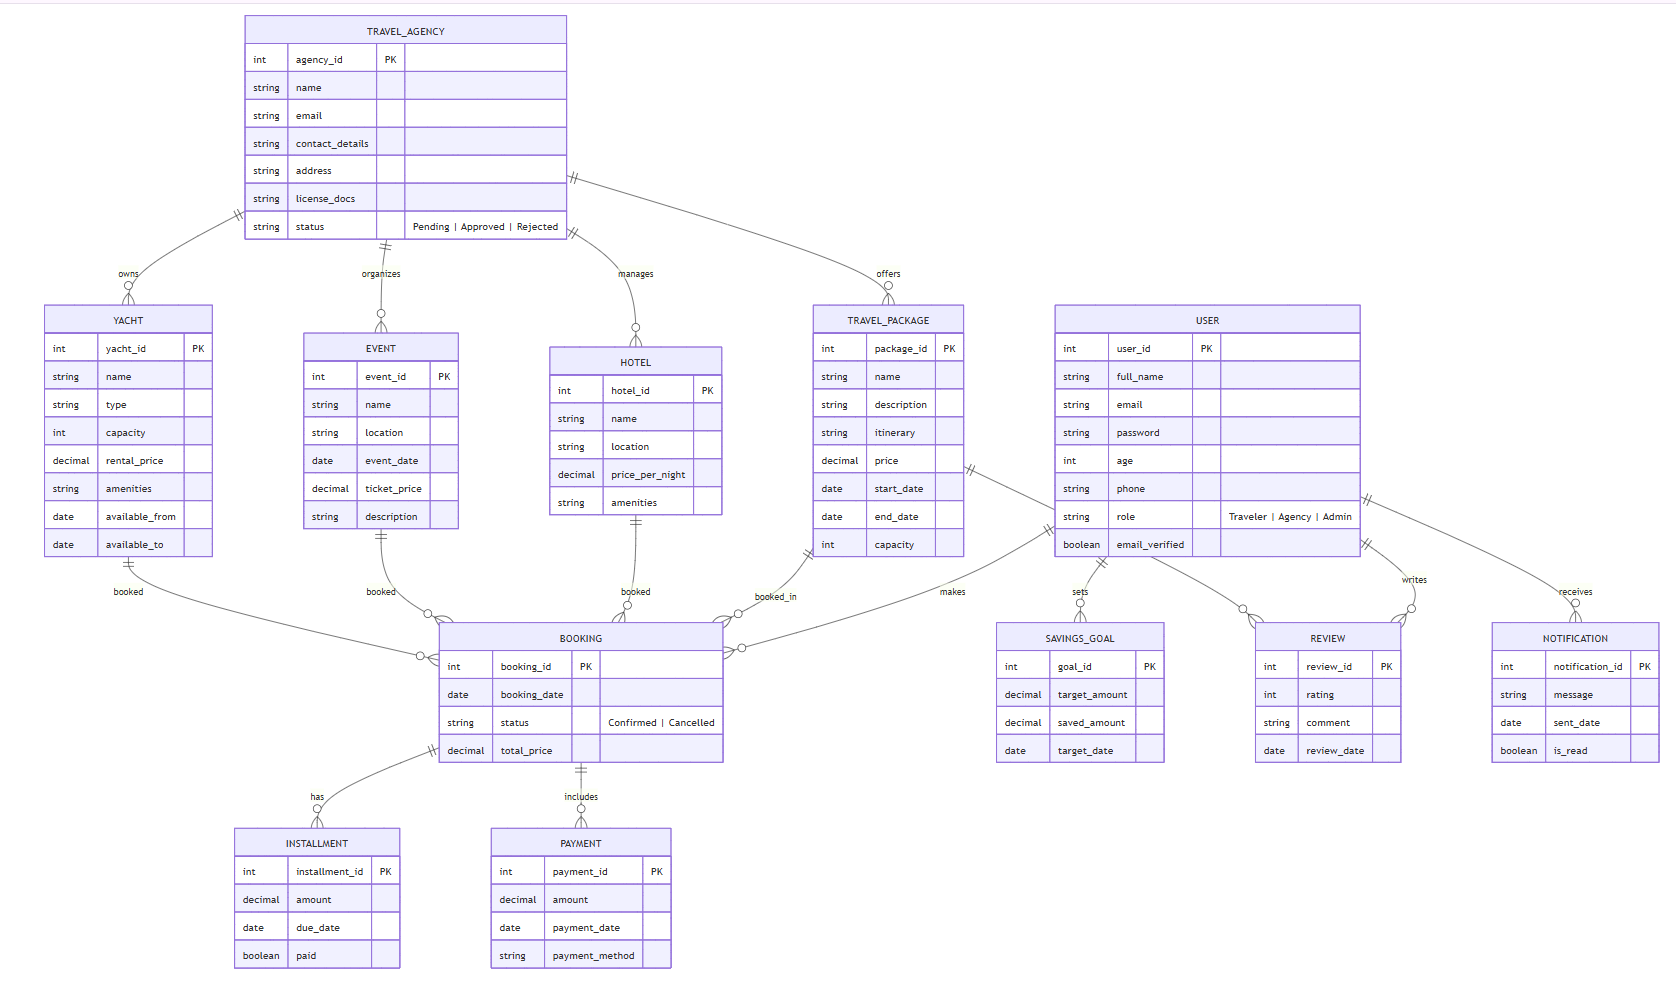 TRAVEL_AGENCY
int agency_id PK
string name
string email
string contact_details
string address
string license_docs
string status Pending | Approved | Rejected
owns
organizes
manages
offers
YACHT
int yacht_id PK
string name
string type
int capacity
decimal rental_price
string amenities
date available_from
date available_to
EVENT
int event_id PK
string name
string location
date event_date
decimal ticket_price
string description
HOTEL
int hotel_id PK
string name
string location
decimal price_per_night
string amenities
TRAVEL_PACKAGE
int package_id PK
string name
string description
string itinerary
decimal price
date start_date
date end_date
int capacity
USER
int user_id PK
string full_name
string email
string password
int age
string phone
string role Traveler | Agency | Admin
boolean email_verified
booked
booked
booked
booked_in
makes
sets
writes
receives
BOOKING
int booking_id PK
date booking_date
string status Confirmed | Cancelled
decimal total_price
SAVINGS_GOAL
int goal_id PK
decimal target_amount
decimal saved_amount
date target_date
REVIEW
int review_id PK
int rating
string comment
date review_date
NOTIFICATION
int notification_id PK
string message
date sent_date
boolean is_read
has
includes
INSTALLMENT
int installment_id PK
decimal amount
date due_date
boolean paid
PAYMENT
int payment_id PK
decimal amount
date payment_date
string payment_method